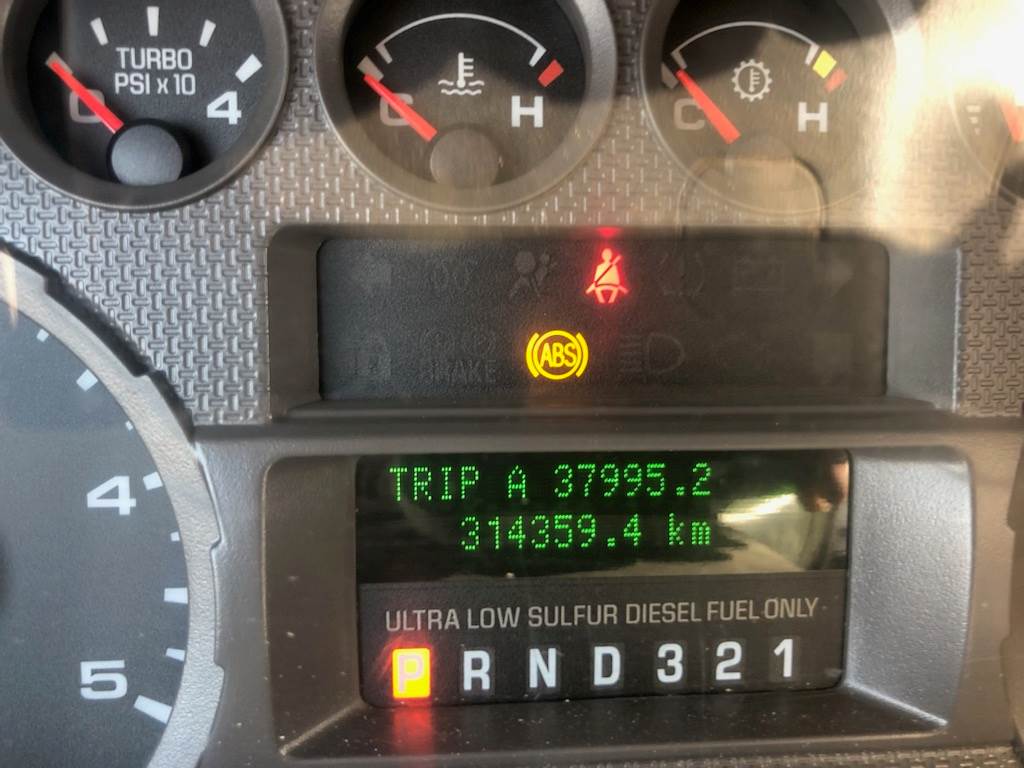 TURBO
PSI x 10
0
4
C
H
C
H
BRAKE
ABS
4
5
TRIP A 37995.2
314359.4 km
ULTRA LOW SULFUR DIESEL FUEL ONLY
P R N D 3 2 1